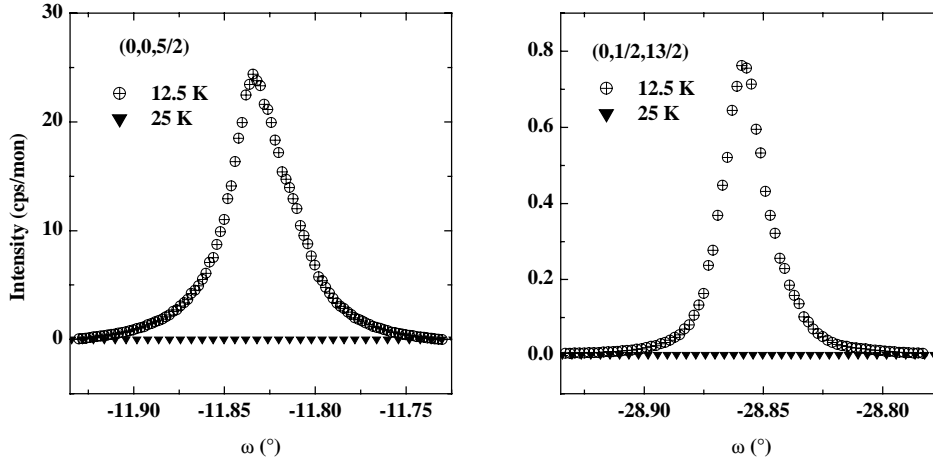 30
(0,0,5/2)
12.5 K
25 K
20
10
0
Intensity (cps/mon)
-11.90
-11.85
-11.80
-11.75
ω (°)
0.8
(0,1/2,13/2)
12.5 K
25 K
0.6
0.4
0.2
0.0
-28.90
-28.85
-28.80
ω (°)